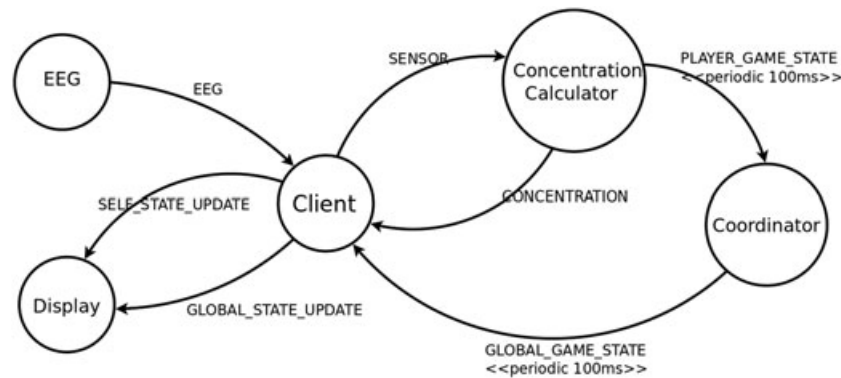 EEG
EEG
SENSOR
Concentration
Calculator
PLAYER_GAME_STATE
<<periodic 100ms>>
Client
SELF_STATE_UPDATE
CONCENTRATION
Coordinator
Display
GLOBAL_STATE_UPDATE
GLOBAL_GAME_STATE
<<periodic 100ms>>